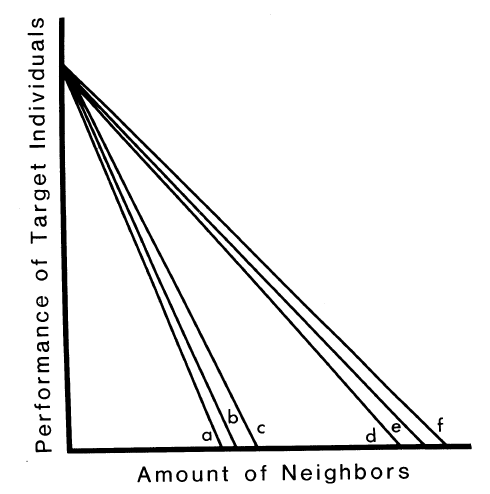 Performance of Target Individuals
a
b
c
d
e
f
Amount of Neighbors